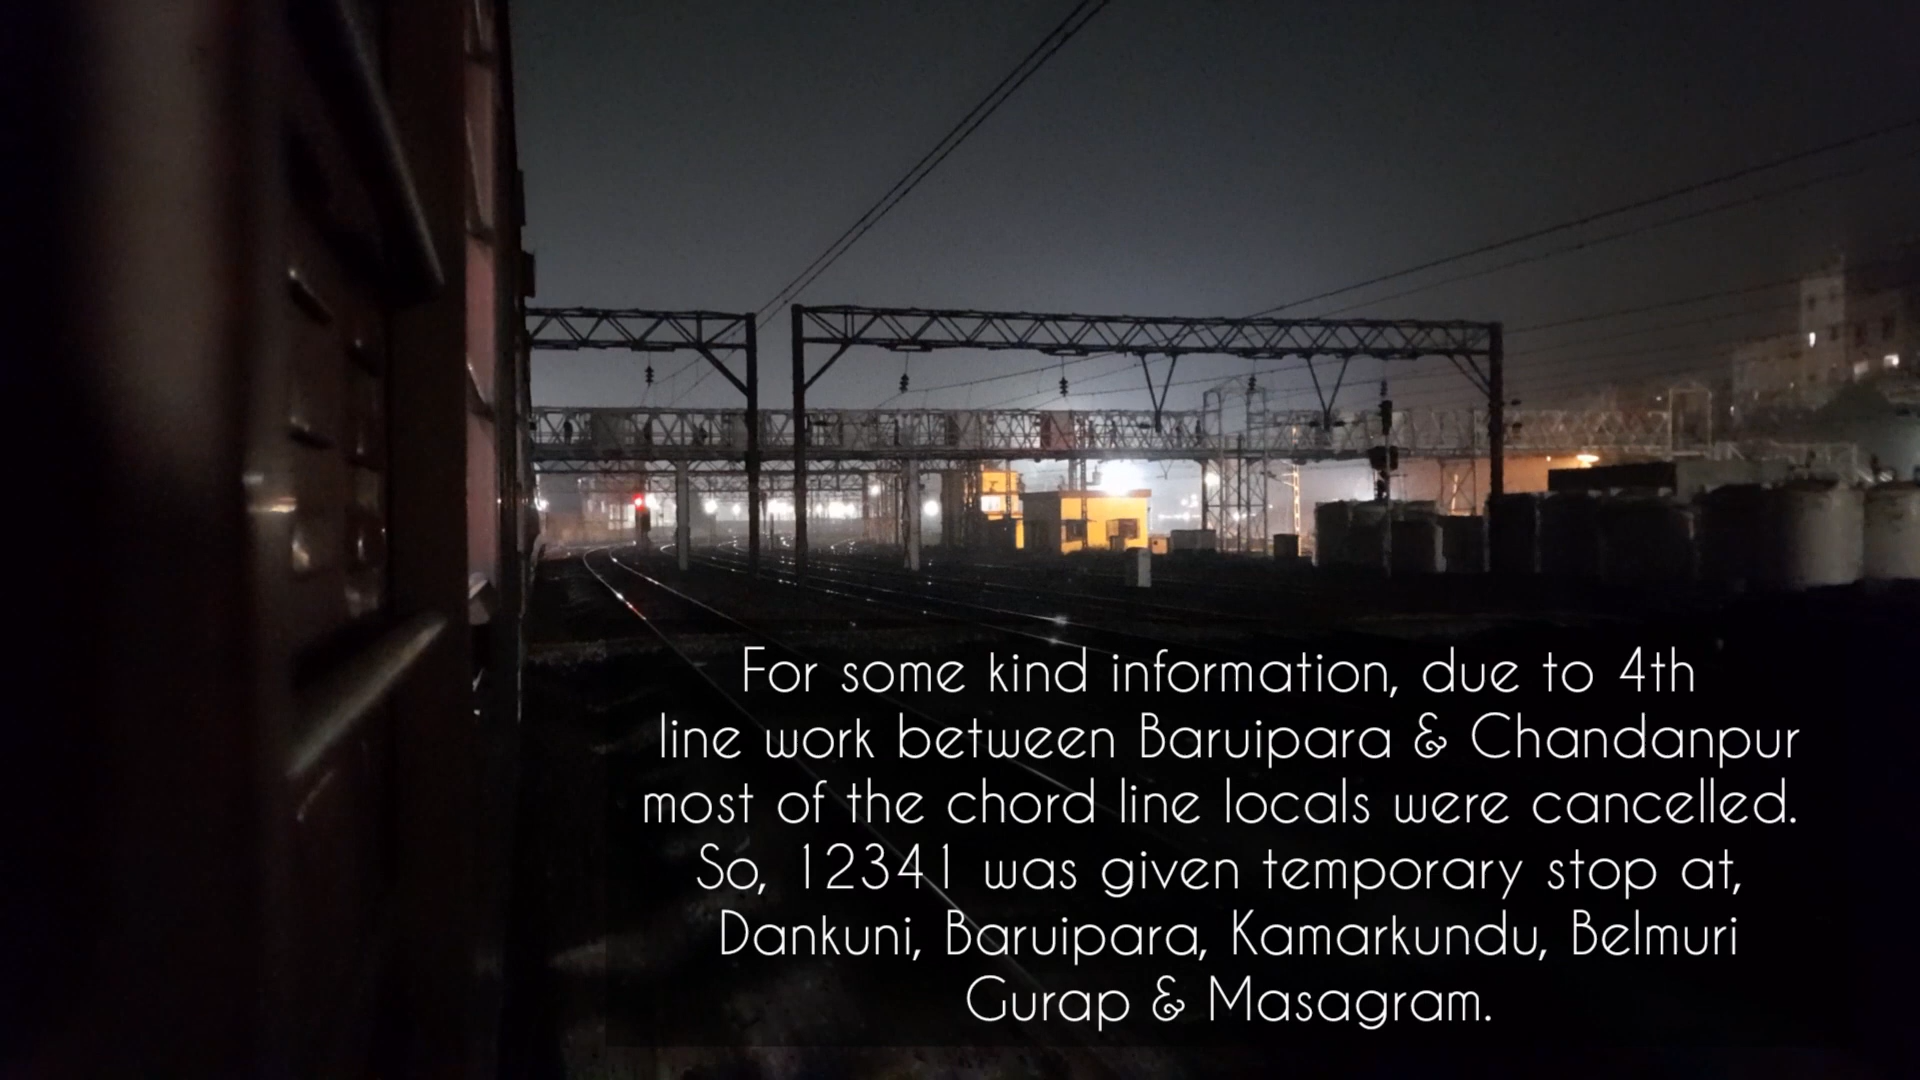 For some kind information, due to 4th
line work between Baruipara & Chandanpur
most of the chord line locals were cancelled.
So, 12341 was given temporary stop at,
Dankuni, Baruipara, Kamarkundu, Belmuri
Gurap & Masagram.